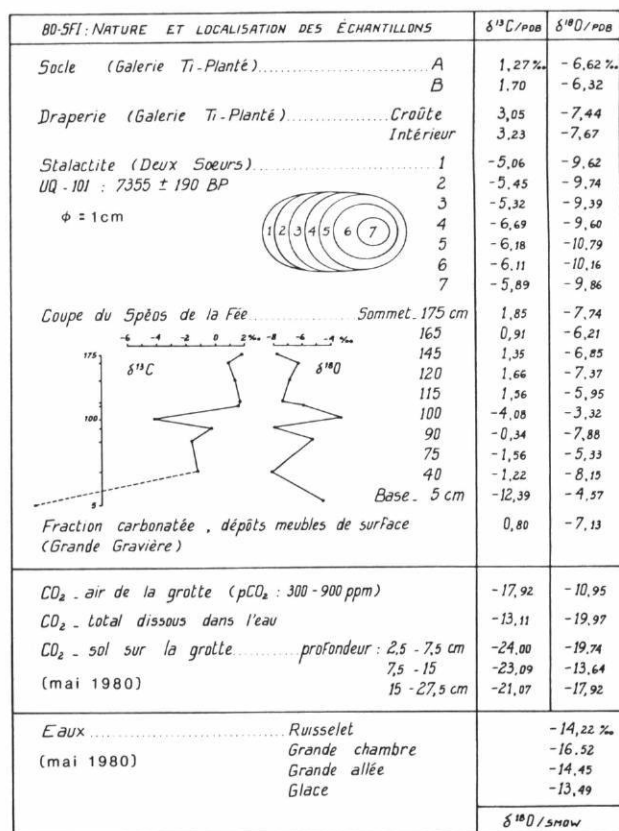 80-SFI: NATURE ET LOCALISATION DES ÉCHANTILLONS δ¹³C/PDB δ¹⁸O/PDB
Socle (Galerie Ti-Planté) A 1,27‰ -6,62‰
B 1.70 -6,32
Draperie (Galerie Ti-Planté) Croûte 3,05 -7,44
Intérieur 3,23 -7,67
Stalactite (Deux Soeurs) 1 -5,06 -9,62
UQ-101 : 7355 ± 190 BP 2 -5,45 -9,74
3 -5,32 -9,39
φ = 1cm 4 -6,69 -9,60
1 2 3 4 5 6 7
5 -6,18 -10,79
6 -6,11 -10,16
7 -5,89 -9,86
Coupe du Spéos de la Fée Sommet_175 cm 1,85 -7,74
-6 -4 -2 0 2‰ -8 -6 -4 ‰
165 0,91 -6,21
175
δ¹³C δ¹⁸O
145 1,35 -6,85
120 1,66 -7,37
115 1,56 -5,95
100
100 -4,08 -3,32
90 -0,34 -7,88
75 -1,56 -5,33
40 -1,22 -8,15
5
Base_ 5 cm -12,39 -4,57
Fraction carbonatée, dépôts meubles de surface 0,80 -7,13
(Grande Gravière)
CO₂ - air de la grotte (pCO₂ : 300-900 ppm) -17,92 -10,95
CO₂ - total dissous dans l'eau -13,11 -19,97
CO₂ - sol sur la grotte profondeur : 2,5 - 7,5 cm -24,00 -19,74
7,5 - 15 -23,09 -13,64
(mai 1980) 15 - 27,5 cm -21,07 -17,92
Eaux Ruisselet -14,22 ‰
Grande chambre -16.52
(mai 1980) Grande allée -14,45
Glace -13,49
δ¹⁸O/SMOW